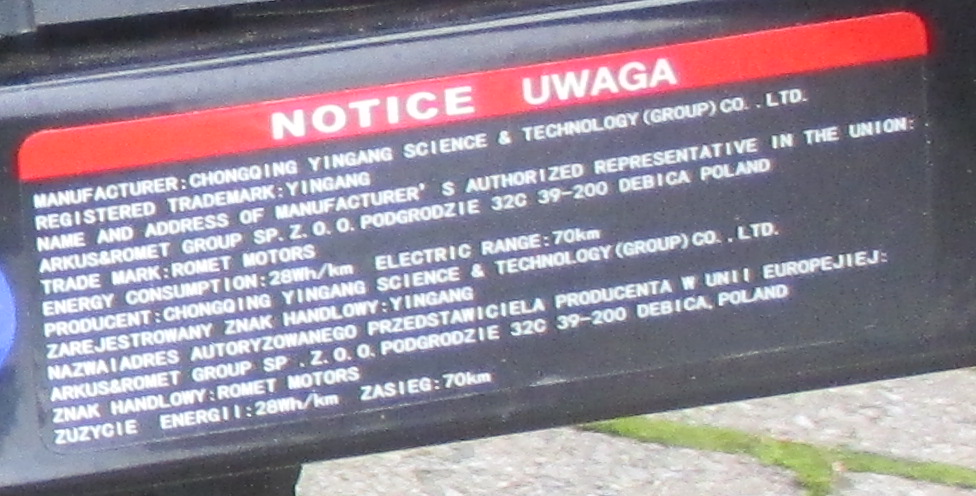 NOTICE UWAGA
MANUFACTURER:CHONGQING YINGANG SCIENCE & TECHNOLOGY(GROUP)CO..LTD.
REGISTERED TRADEMARK:YINGANG
NAME AND ADDRESS OF MANUFACTURER' S AUTHORIZED REPRESENTATIVE IN THE UNION:
ARKUS&ROMET GROUP SP.Z.O.O.PODGRODZIE 32C 39-200 DEBICA POLAND
TRADE MARK:ROMET MOTORS
ENERGY CONSUMPTION:28Wh/km ELECTRIC RANGE:70km
PRODUCENT:CHONGQING YINGANG SCIENCE & TECHNOLOGY(GROUP)CO..LTD.
ZAREJESTROWANY ZNAK HANDLOWY:YINGANG
NAZWAIADRES AUTORYZOWANEGO PRZEDSTAWICIELA PRODUCENTA W UNII EUROPEJIEJ:
ARKUS&ROMET GROUP SP .Z.O.O.PODGRODZIE 32C 39-200 DEBICA,POLAND
ZNAK HANDLOWY:ROMET MOTORS
ZUZYCIE ENERGII:28Wh/km ZASIEG:70km